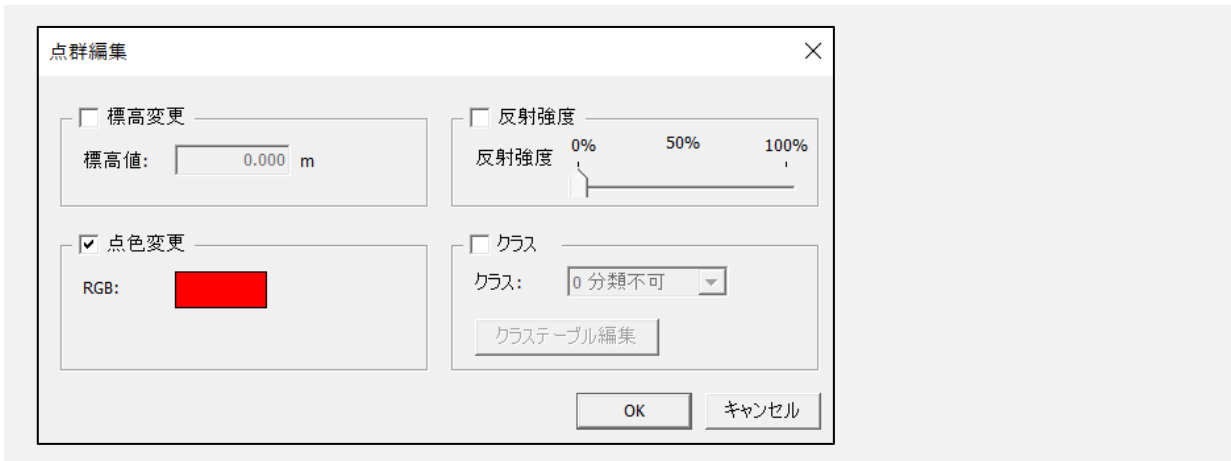 点群編集
標高変更
標高値: 0.000 m
反射強度
0% 50% 100%
反射強度
点色変更
RGB:
クラス
クラス: 0 分類不可
クラステーブル編集
OK キャンセル